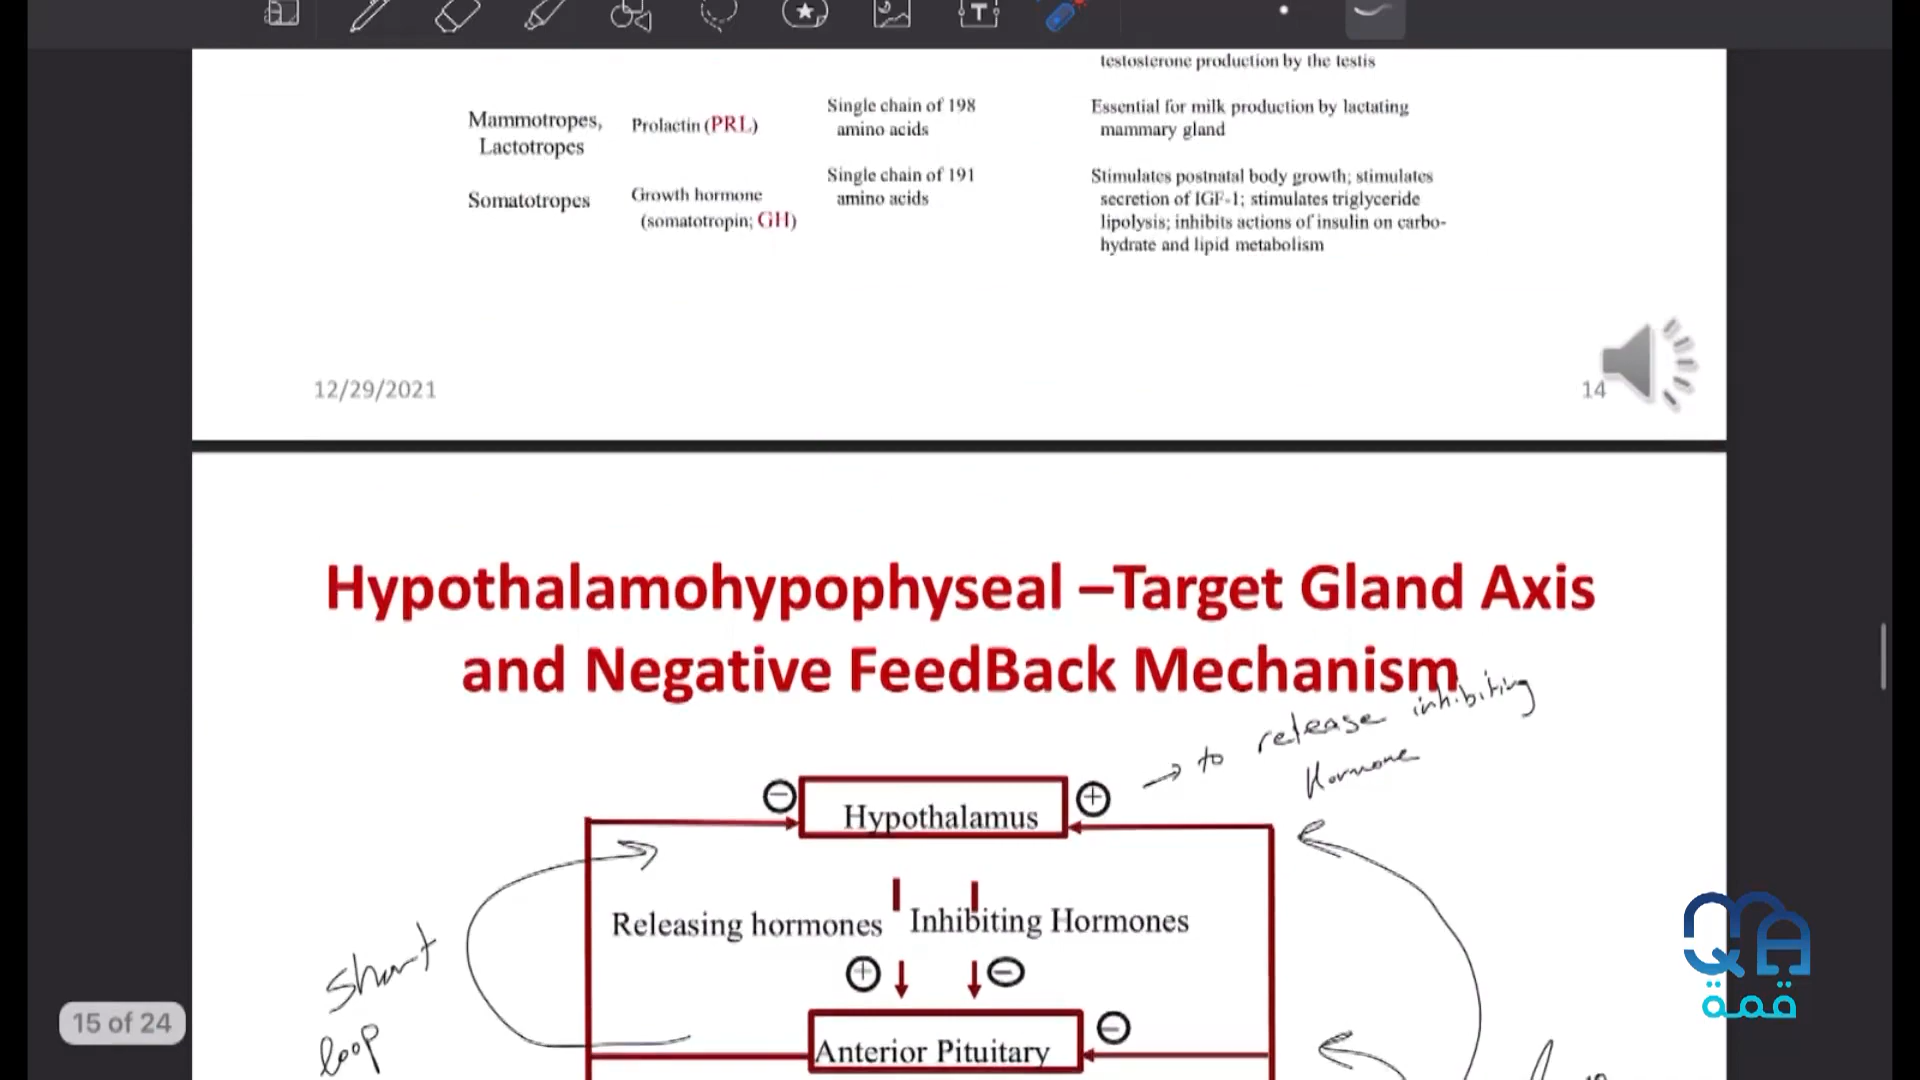 testosterone production by the testis
Mammotropes,
Lactotropes
Prolactin (PRL)
Single chain of 198
amino acids
Essential for milk production by lactating
mammary gland
Somatotropes
Growth hormone
(somatotropin; GH)
Single chain of 191
amino acids
Stimulates postnatal body growth; stimulates
secretion of IGF-1; stimulates triglyceride
lipolysis; inhibits actions of insulin on carbo-
hydrate and lipid metabolism
12/29/2021
14
Hypothalamohypophyseal –Target Gland Axis
and Negative FeedBack Mechanism
→ to release inhibiting
Hormone
Hypothalamus
Releasing hormones
Inhibiting Hormones
short
loop
Anterior Pituitary
15 of 24
قمة